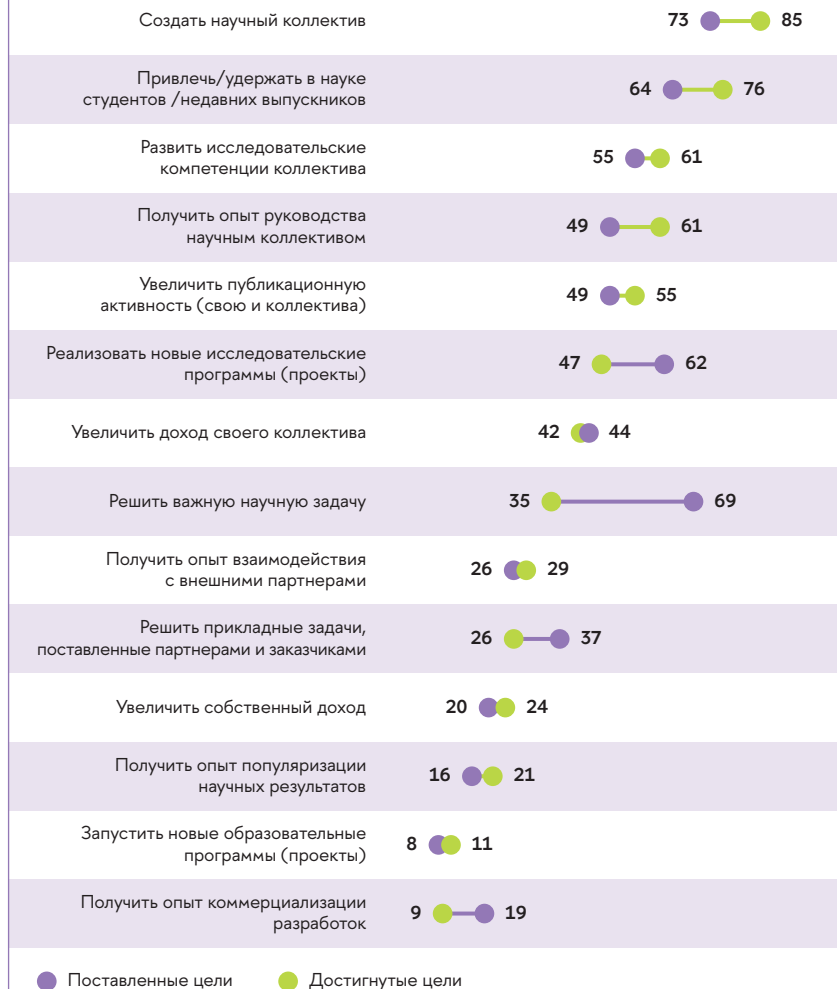 Создать научный коллектив
73 85
Привлечь/удержать в науке
студентов /недавних выпускников
64 76
Развить исследовательские
компетенции коллектива
55 61
Получить опыт руководства
научным коллективом
49 61
Увеличить публикационную
активность (свою и коллектива)
49 55
Реализовать новые исследовательские
программы (проекты)
47 62
Увеличить доход своего коллектива
42 44
Решить важную научную задачу
35 69
Получить опыт взаимодействия
с внешними партнерами
26 29
Решить прикладные задачи,
поставленные партнерами и заказчиками
26 37
Увеличить собственный доход
20 24
Получить опыт популяризации
научных результатов
16 21
Запустить новые образовательные
программы (проекты)
8 11
Получить опыт коммерциализации
разработок
9 19
Поставленные цели Достигнутые цели